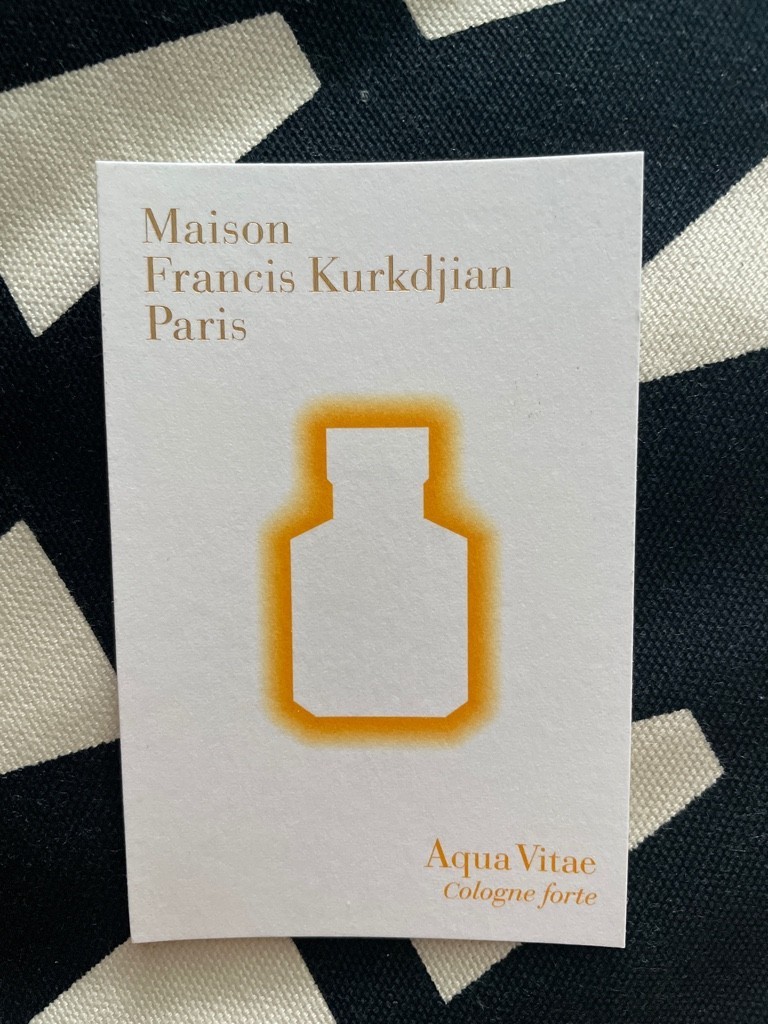 Maison
Francis Kurkdjian
Paris
Aqua Vitae
Cologne forte